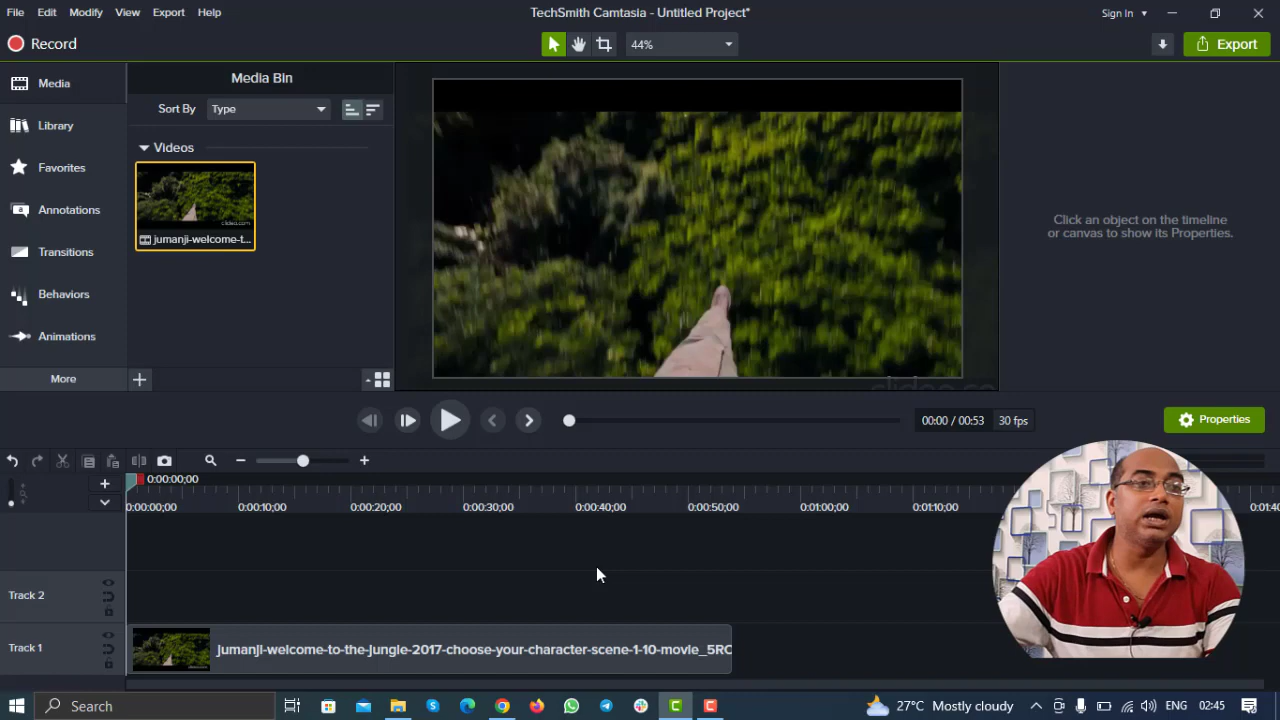 File Edit Modify View Export Help TechSmith Camtasia - Untitled Project* Sign In
Record 44% Export
Media
Library
Favorites
Annotations
Transitions
Behaviors
Animations
More
Media Bin
Sort By Type
Videos
clideo.com
jumanji-welcome-t...
Click an object on the timeline
or canvas to show its Properties.
00:00 / 00:53 30 fps
Properties
0:00:00;00
0:00:00;00 0:00:10;00 0:00:20;00 0:00:30;00 0:00:40;00 0:00:50;00 0:01:00;00 0:01:10;00
Track 2
Track 1
jumanji-welcome-to-the-jungle-2017-choose-your-character-scene-1-10-movie_5RC
Search 27°C Mostly cloudy ENG 02:45